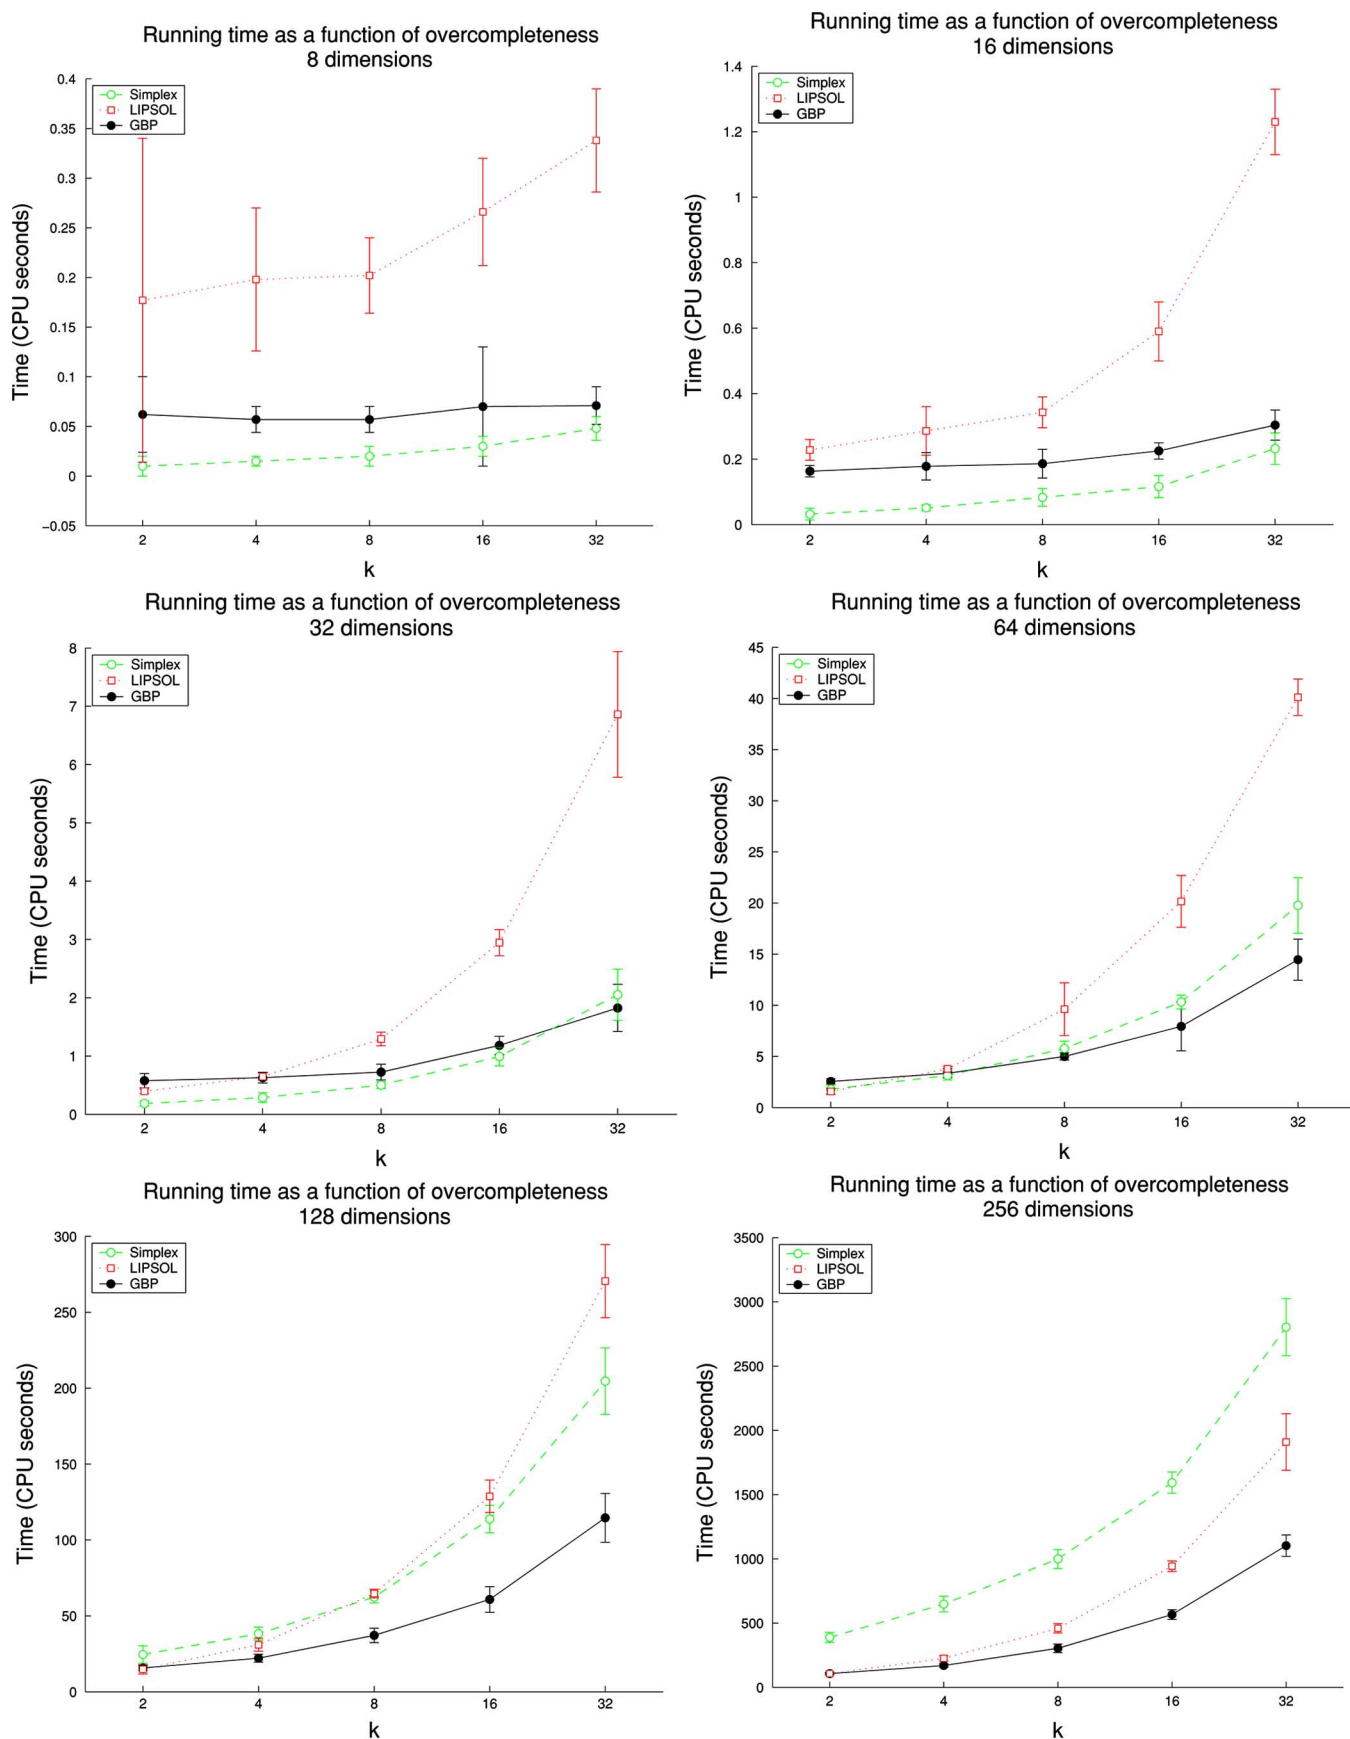 Running time as a function of overcompleteness
8 dimensions
Simplex
LIPSOL
GBP
Time (CPU seconds)
0.4
0.35
0.3
0.25
0.2
0.15
0.1
0.05
0
−0.05
2 4 8 16 32
k
Running time as a function of overcompleteness
16 dimensions
Simplex
LIPSOL
GBP
Time (CPU seconds)
1.4
1.2
1
0.8
0.6
0.4
0.2
0
2 4 8 16 32
k
Running time as a function of overcompleteness
32 dimensions
Simplex
LIPSOL
GBP
Time (CPU seconds)
8
7
6
5
4
3
2
1
0
2 4 8 16 32
k
Running time as a function of overcompleteness
64 dimensions
Simplex
LIPSOL
GBP
Time (CPU seconds)
45
40
35
30
25
20
15
10
5
0
2 4 8 16 32
k
Running time as a function of overcompleteness
128 dimensions
Simplex
LIPSOL
GBP
Time (CPU seconds)
300
250
200
150
100
50
0
2 4 8 16 32
k
Running time as a function of overcompleteness
256 dimensions
Simplex
LIPSOL
GBP
Time (CPU seconds)
3500
3000
2500
2000
1500
1000
500
0
2 4 8 16 32
k